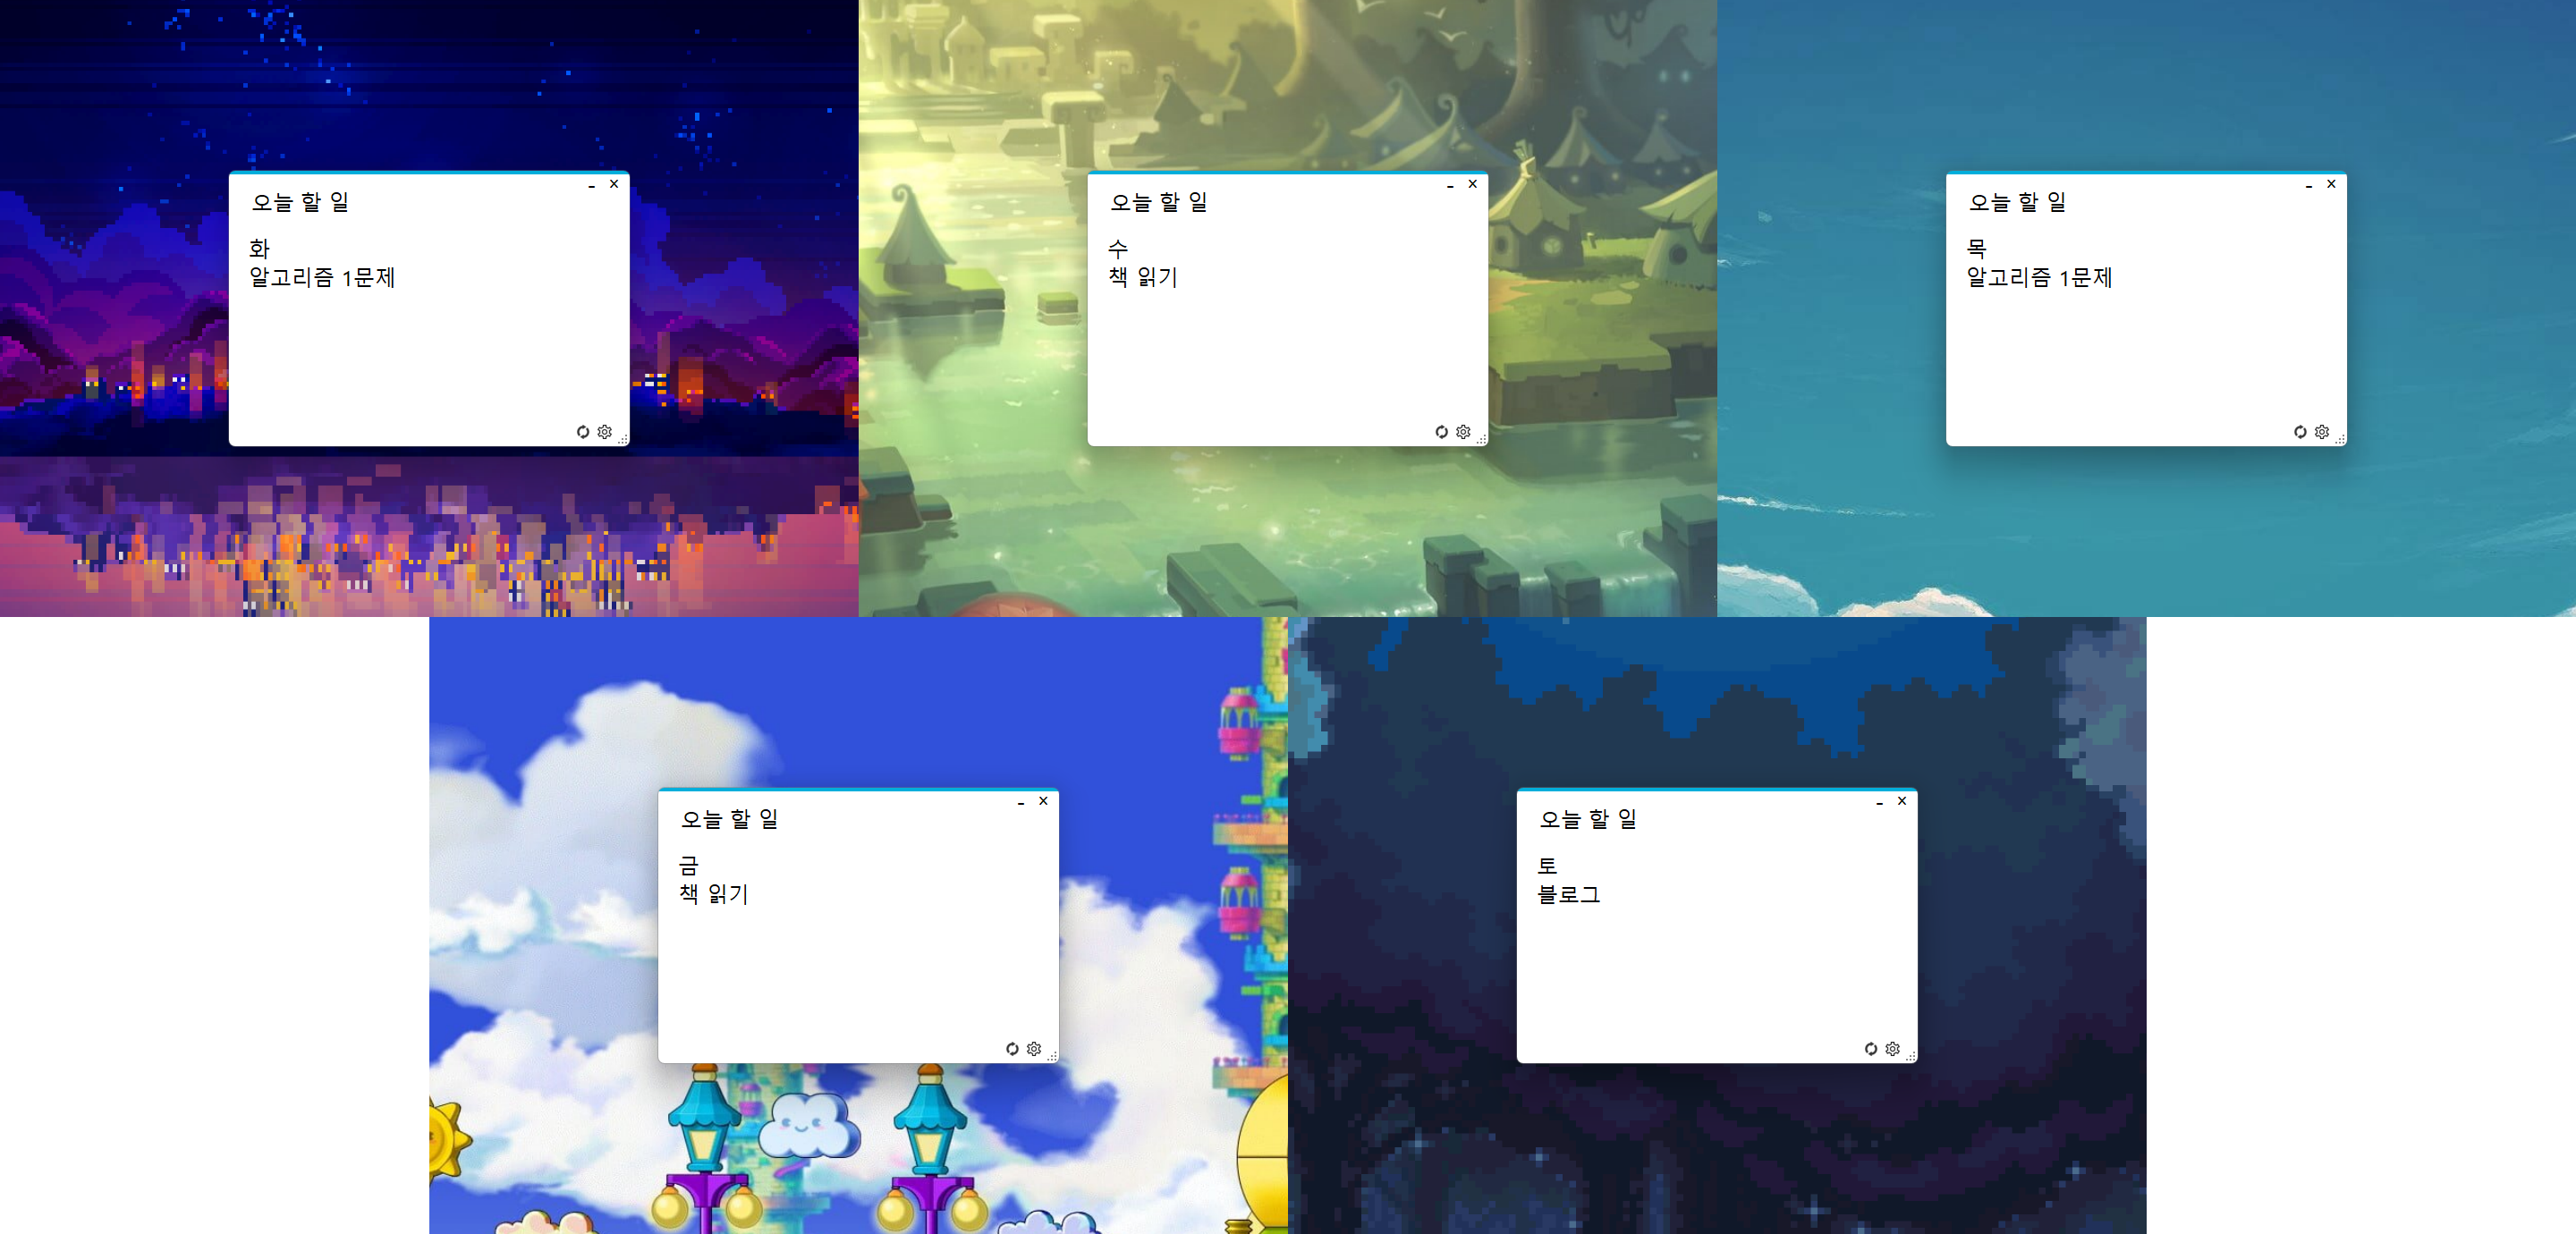 오늘 할 일
화
알고리즘 1문제
오늘 할 일
수
책 읽기
오늘 할 일
목
알고리즘 1문제
오늘 할 일
금
책 읽기
오늘 할 일
토
블로그